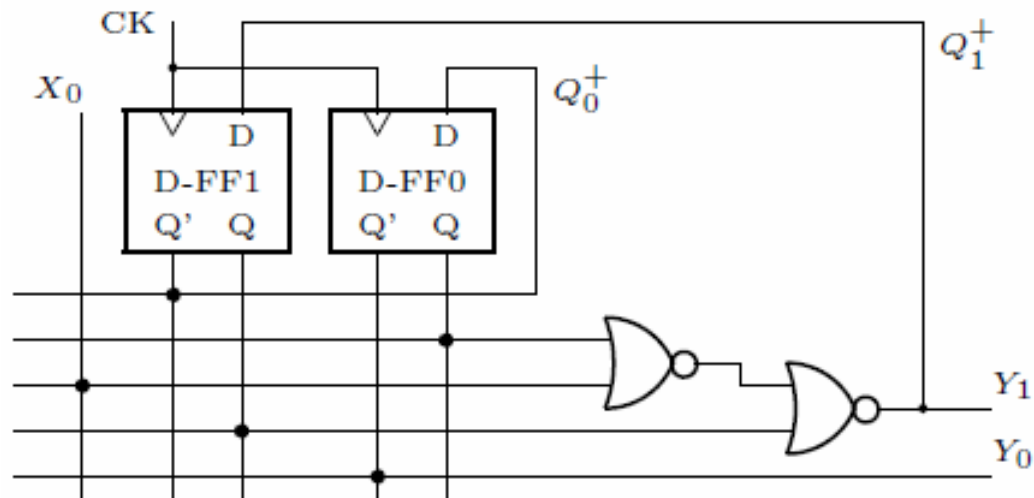 CK
X₀
Q₁⁺
Q₀⁺
D
D
D-FF1
D-FF0
Q' Q
Q' Q
Y₁
Y₀